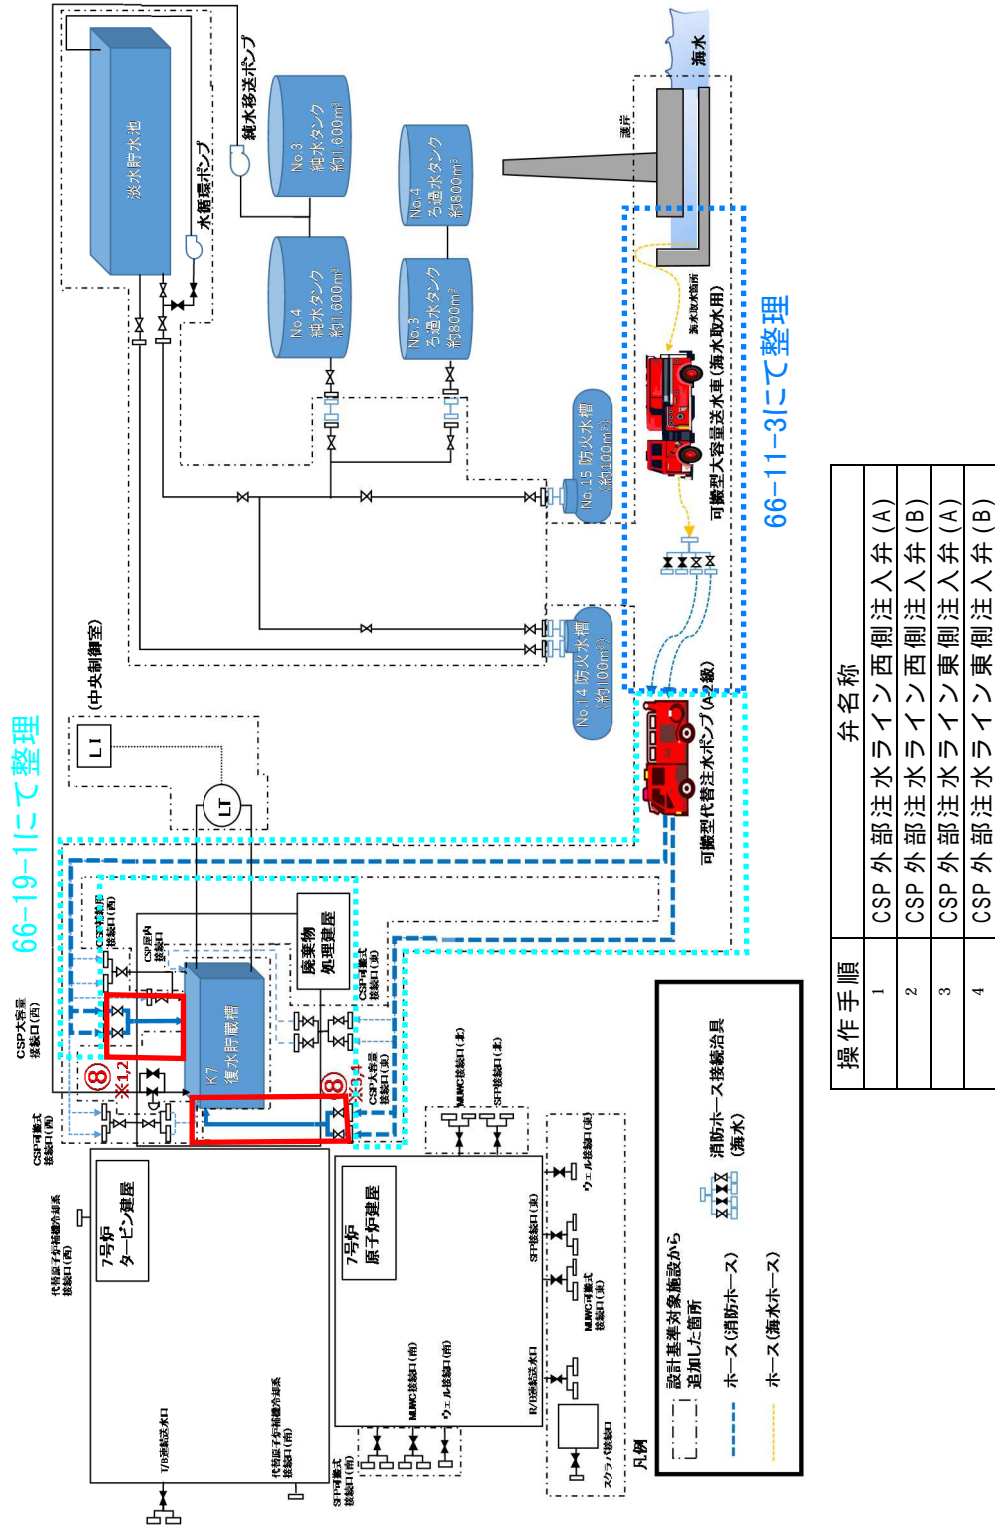 66-19-1にて整理
66-11-3にて整理
淡水貯水池
水循環ポンプ
純水移送ポンプ
No.3
純水タンク
約1,600m³
No.4
純水タンク
約1,600m³
No.4
ろ過水タンク
約800m³
No.3
ろ過水タンク
約800m³
海水
護岸
海水取水箇所
可搬型大容量送水車(海水取水用)
No.15 防火水槽
(約100m³)
No.14 防火水槽
(約100m³)
可搬型代替注水ポンプ(A-2級)
(中央制御室)
LI
LT
CSP大容量
接続口(西)
CSP補給用
接続口(西)
CSP屋内
接続口
CSP可搬式
接続口(西)
⑧
※1,2
K7
復水貯蔵槽
⑧
※3,4
廃棄物
処理建屋
CSP可搬式
接続口(東)
CSP大容量
接続口(東)
MUWC接続口(北)
SFP接続口(北)
代替原子炉補機冷却系
接続口(西)
7号炉
タービン建屋
7号炉
原子炉建屋
T/B連結送水口
代替原子炉補機冷却系
接続口(南)
SFP可搬式
接続口(南)
MUWC接続口(南)
ウェル接続口(南)
ウェル接続口(東)
SFP接続口(東)
MUWC可搬式
接続口(東)
R/B連結送水口
スクラバ接続口
凡例
設計基準対象施設から
追加した箇所
ホース(消防ホース)
ホース(海水ホース)
消防ホース接続治具
(海水)
操作手順 弁名称
1 CSP外部注水ライン西側注入弁(A)
2 CSP外部注水ライン西側注入弁(B)
3 CSP外部注水ライン東側注入弁(A)
4 CSP外部注水ライン東側注入弁(B)